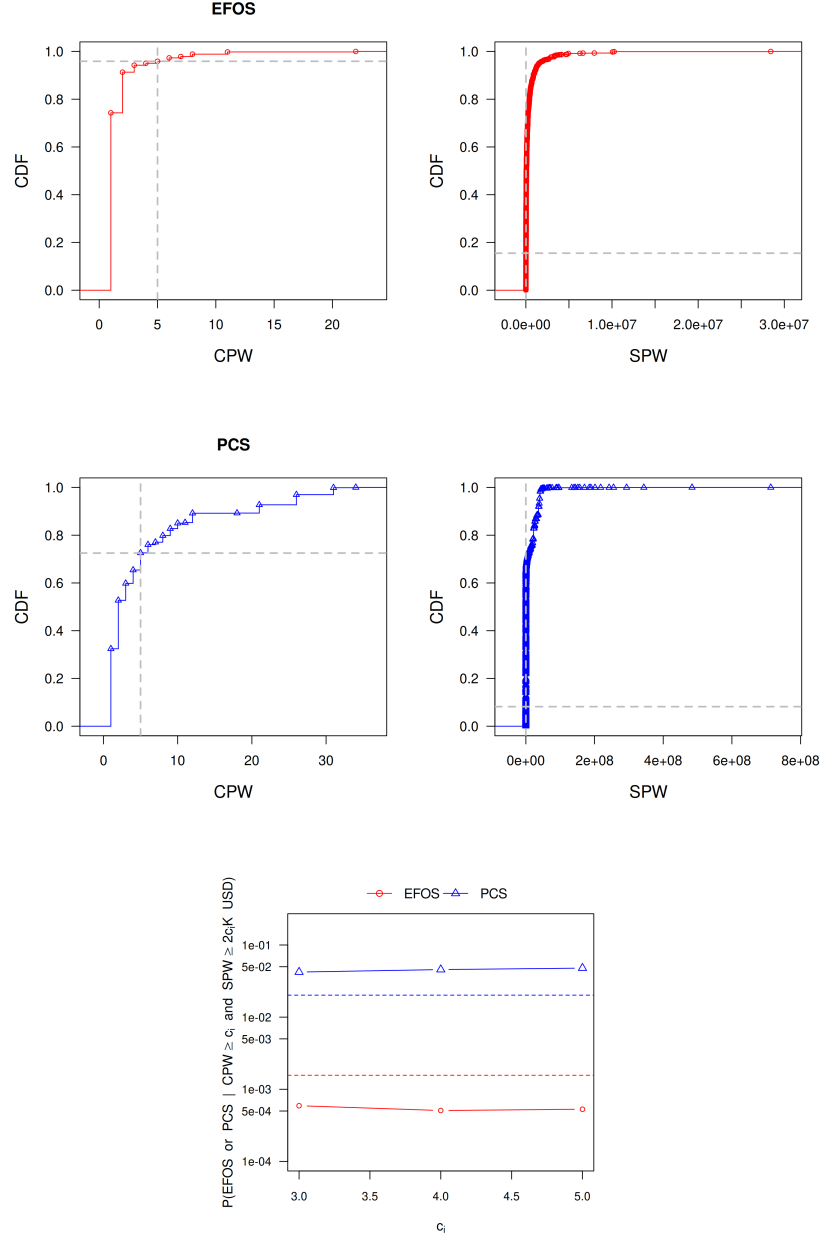 EFOS
CDF
1.0
0.8
0.6
0.4
0.2
0.0
0 5 10 15 20
CPW
CDF
1.0
0.8
0.6
0.4
0.2
0.0
0.0e+00 1.0e+07 2.0e+07 3.0e+07
SPW
PCS
CDF
1.0
0.8
0.6
0.4
0.2
0.0
0 10 20 30
CPW
CDF
1.0
0.8
0.6
0.4
0.2
0.0
0e+00 2e+08 4e+08 6e+08 8e+08
SPW
EFOS PCS
P(EFOS or PCS | CPW ≥ ci and SPW ≥ 2ciK USD)
1e-01
5e-02
1e-02
5e-03
1e-03
5e-04
1e-04
3.0 3.5 4.0 4.5 5.0
ci